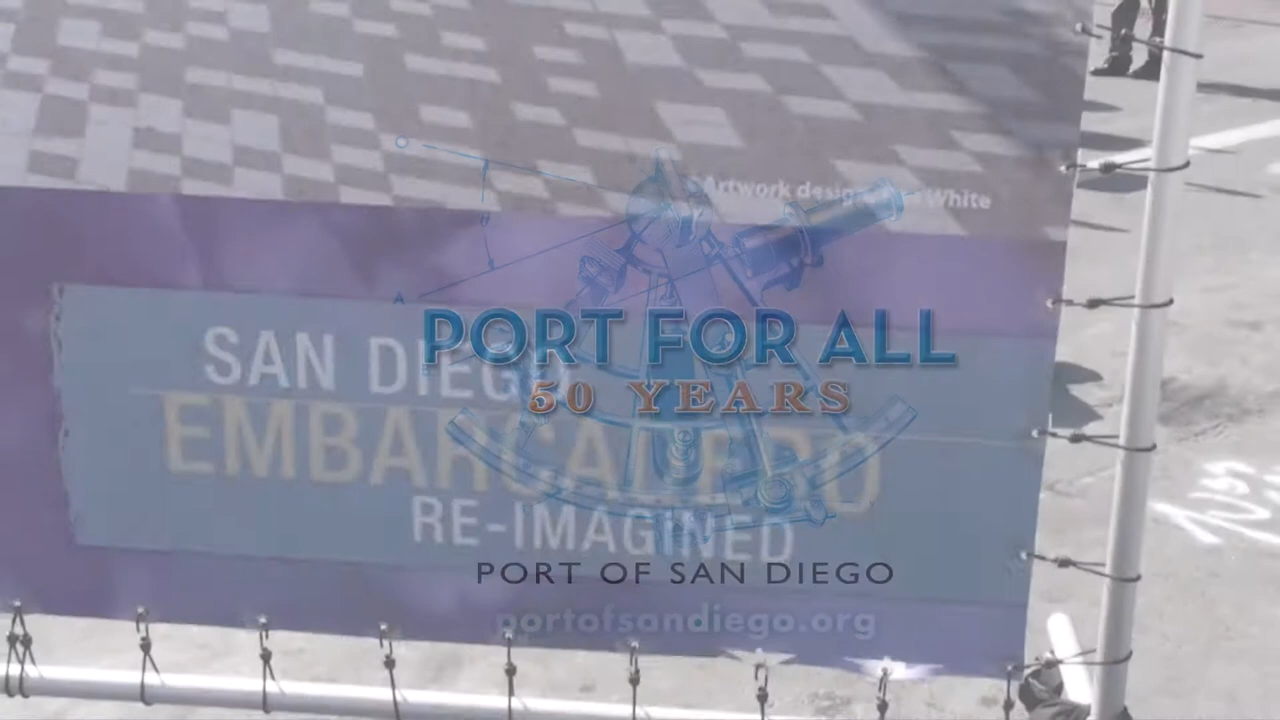 Artwork design White
SAN DIEGO
EMBARCADERO
RE-IMAGINED
A
PORT FOR ALL
50 YEARS
PORT OF SAN DIEGO
portofsandiego.org